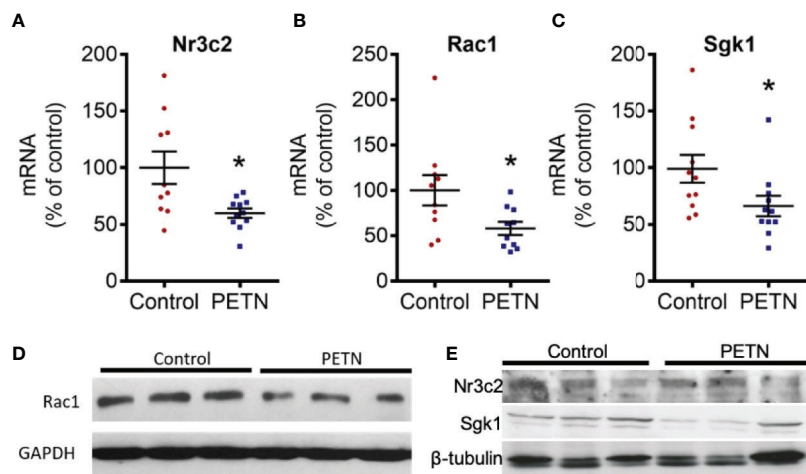 A
Nr3c2
mRNA
(% of control)
200
150
100
50
0
*
Control PETN
B
Rac1
mRNA
(% of control)
250
200
150
100
50
0
*
Control PETN
C
Sgk1
mRNA
(% of control)
200
150
100
50
0
*
Control PETN
D
Control PETN
Rac1
GAPDH
E
Control PETN
Nr3c2
Sgk1
β-tubulin